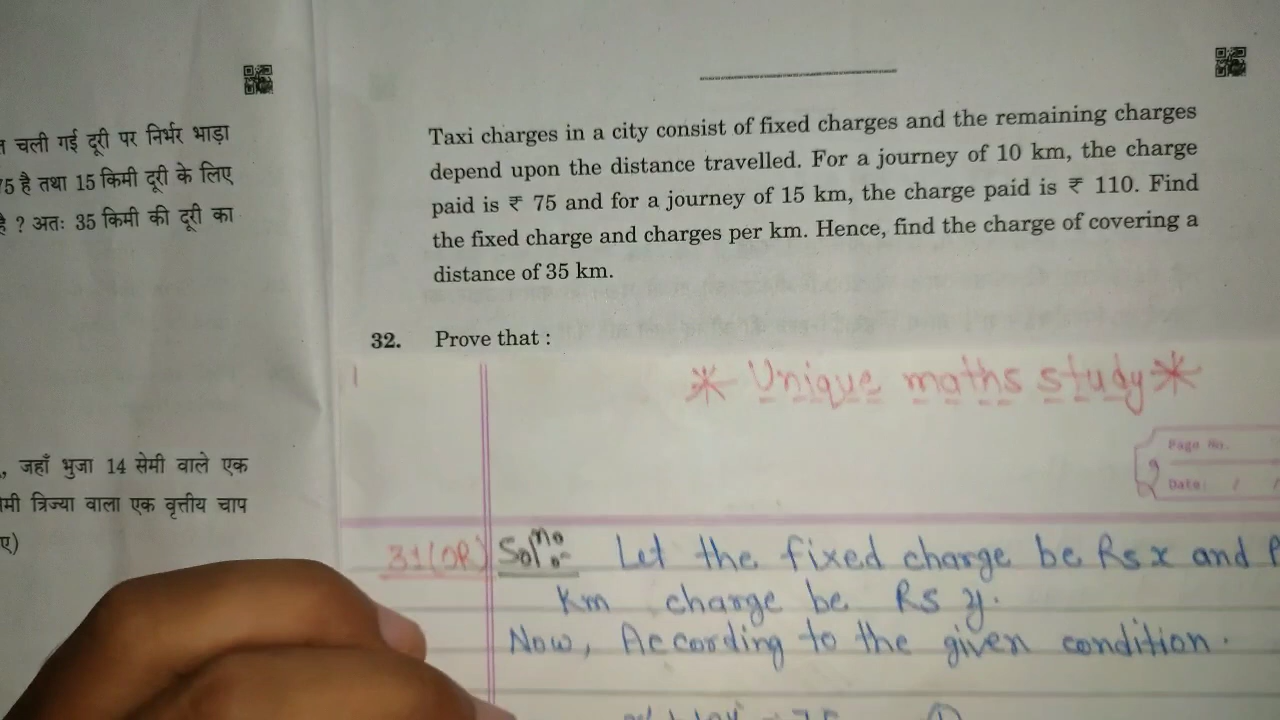 चली गई दूरी पर निर्भर भाड़ा
75 है तथा 15 किमी दूरी के लिए
? अतः 35 किमी की दूरी का
, जहाँ भुजा 14 सेमी वाले एक
त्रिज्या वाला एक वृत्तीय चाप
Taxi charges in a city consist of fixed charges and the remaining charges
depend upon the distance travelled. For a journey of 10 km, the charge
paid is ₹ 75 and for a journey of 15 km, the charge paid is ₹ 110. Find
the fixed charge and charges per km. Hence, find the charge of covering a
distance of 35 km.
32. Prove that :
* Unique maths study *
Page No.
Date: / /
31(OR) Solno:- Let the fixed charge be Rs x and
Km charge be Rs y.
Now, According to the given condition.